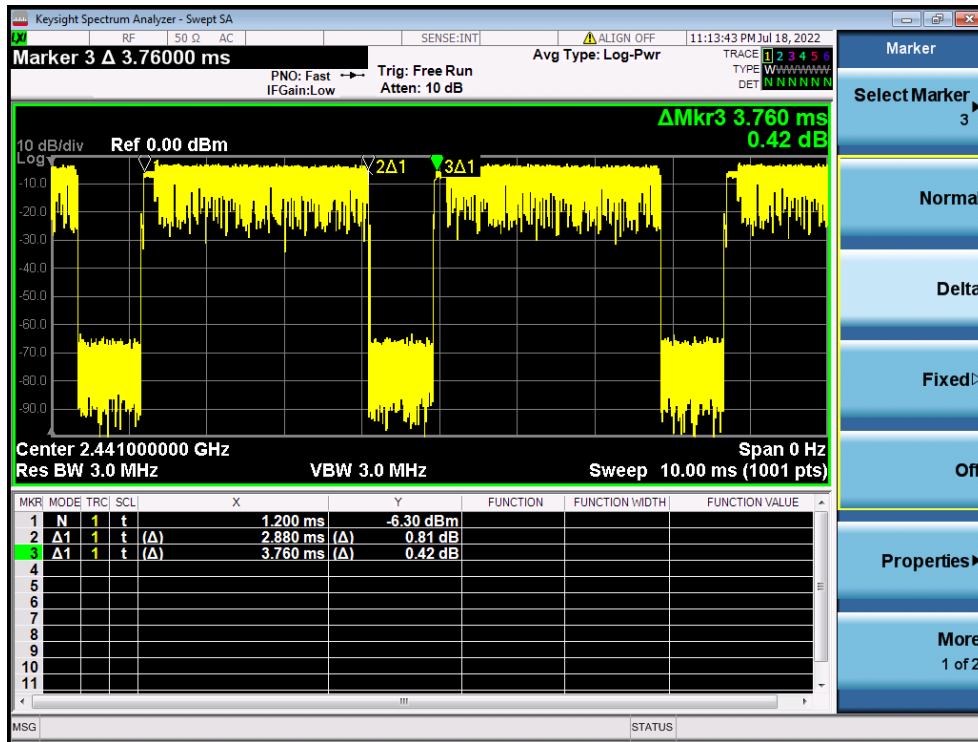 Keysight Spectrum Analyzer - Swept SA
LXI RF 50 Ω AC SENSE:INT ALIGN OFF 11:13:43 PM Jul 18, 2022
Marker 3 Δ 3.76000 ms
PNO: Fast
IFGain:Low
Trig: Free Run
Atten: 10 dB
Avg Type: Log-Pwr
TRACE 1 2 3 4 5 6
TYPE WWWWWW
DET N N N N N N
ΔMkr3 3.760 ms
0.42 dB
10 dB/div Ref 0.00 dBm
Log
1 2Δ1 3Δ1
-10.0
-20.0
-30.0
-40.0
-50.0
-60.0
-70.0
-80.0
-90.0
Center 2.441000000 GHz Span 0 Hz
Res BW 3.0 MHz VBW 3.0 MHz Sweep 10.00 ms (1001 pts)
MKR MODE TRC SCL X Y FUNCTION FUNCTION WIDTH FUNCTION VALUE
1 N 1 t 1.200 ms -6.30 dBm
2 Δ1 1 t (Δ) 2.880 ms (Δ) 0.81 dB
3 Δ1 1 t (Δ) 3.760 ms (Δ) 0.42 dB
4
5
6
7
8
9
10
11
MSG STATUS
Marker
Select Marker
3
Norma
Delta
Fixed
Off
Properties
More
1 of 2